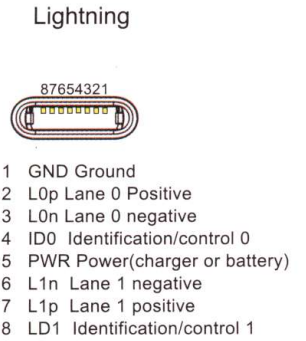 Lightning
87654321
1 GND Ground
2 L0p Lane 0 Positive
3 L0n Lane 0 negative
4 ID0 Identification/control 0
5 PWR Power(charger or battery)
6 L1n Lane 1 negative
7 L1p Lane 1 positive
8 LD1 Identification/control 1